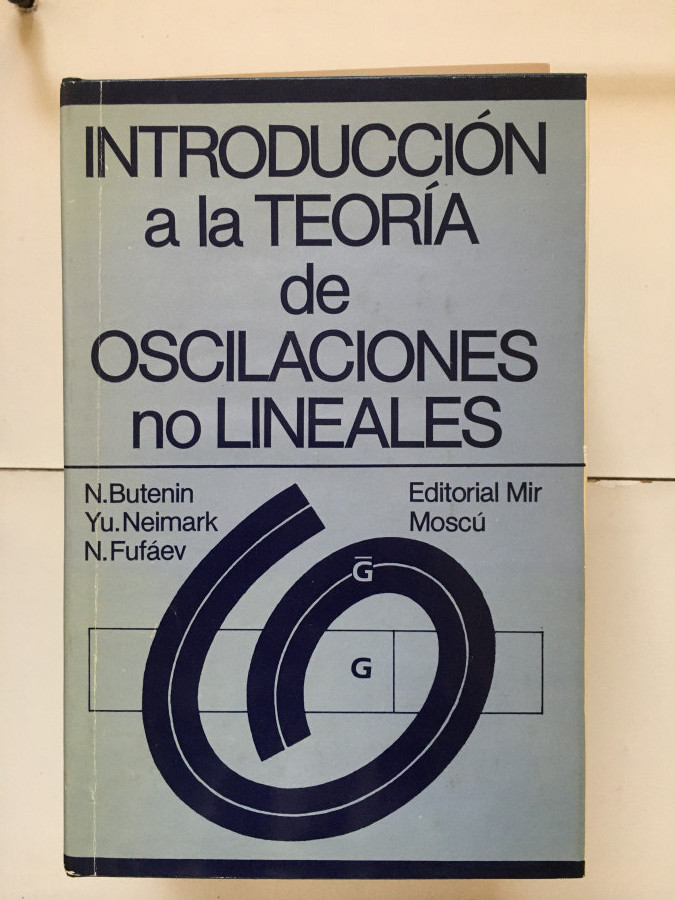 INTRODUCCIÓN
a la TEORÍA
de
OSCILACIONES
no LINEALES
N.Butenin
Yu.Neimark
N.Fufáev
Editorial Mir
Moscú
G̅
G